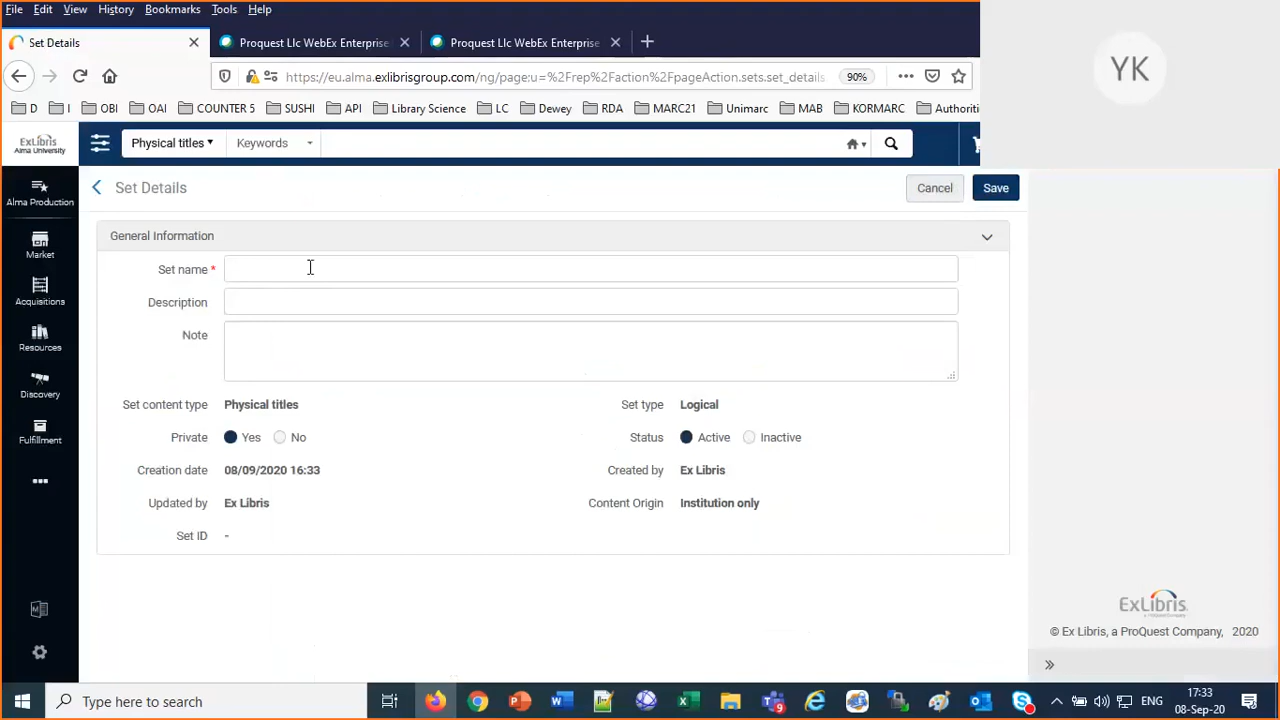 File Edit View History Bookmarks Tools Help
Set Details
Proquest Llc WebEx Enterprise
Proquest Llc WebEx Enterprise
https://eu.alma.exlibrisgroup.com/ng/page:u=%2Frep%2Faction%2FpageAction.sets.set_details.
90%
D I OBI OAI COUNTER 5 SUSHI API Library Science LC Dewey RDA MARC21 Unimarc MAB KORMARC Authoriti
YK
ExLibris
Alma University
Physical titles
Keywords
Set Details
Cancel
Save
Alma Production
Market
Acquisitions
Resources
Discovery
Fulfillment
General Information
Set name *
Description
Note
Set content type Physical titles
Set type Logical
Private Yes No
Status Active Inactive
Creation date 08/09/2020 16:33
Created by Ex Libris
Updated by Ex Libris
Content Origin Institution only
Set ID -
ExLibris
a ProQuest Company
© Ex Libris, a ProQuest Company, 2020
Type here to search
ENG
17:33
08-Sep-20